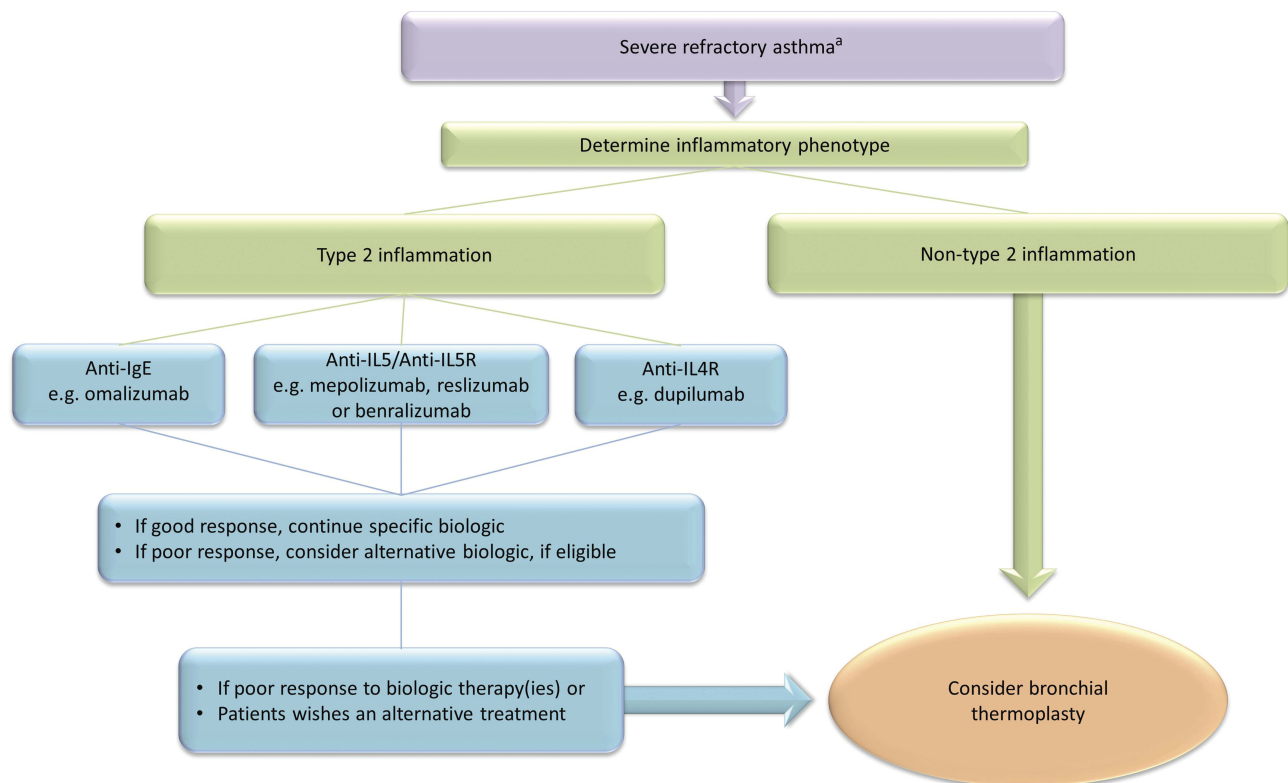 Severe refractory asthmaᵃ
Determine inflammatory phenotype
Type 2 inflammation
Non-type 2 inflammation
Anti-IgE
e.g. omalizumab
Anti-IL5/Anti-IL5R
e.g. mepolizumab, reslizumab
or benralizumab
Anti-IL4R
e.g. dupilumab
• If good response, continue specific biologic
• If poor response, consider alternative biologic, if eligible
• If poor response to biologic therapy(ies) or
• Patients wishes an alternative treatment
Consider bronchial
thermoplasty